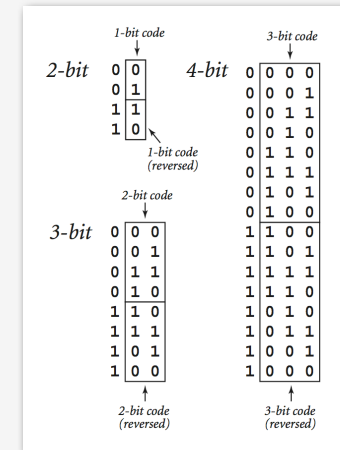 1-bit code
2-bit
0 0
0 1
1 1
1 0
1-bit code
(reversed)
2-bit code
3-bit
0 0 0
0 0 1
0 1 1
0 1 0
1 1 0
1 1 1
1 0 1
1 0 0
2-bit code
(reversed)
3-bit code
4-bit
0 0 0 0
0 0 0 1
0 0 1 1
0 0 1 0
0 1 1 0
0 1 1 1
0 1 0 1
0 1 0 0
1 1 0 0
1 1 0 1
1 1 1 1
1 1 1 0
1 0 1 0
1 0 1 1
1 0 0 1
1 0 0 0
3-bit code
(reversed)